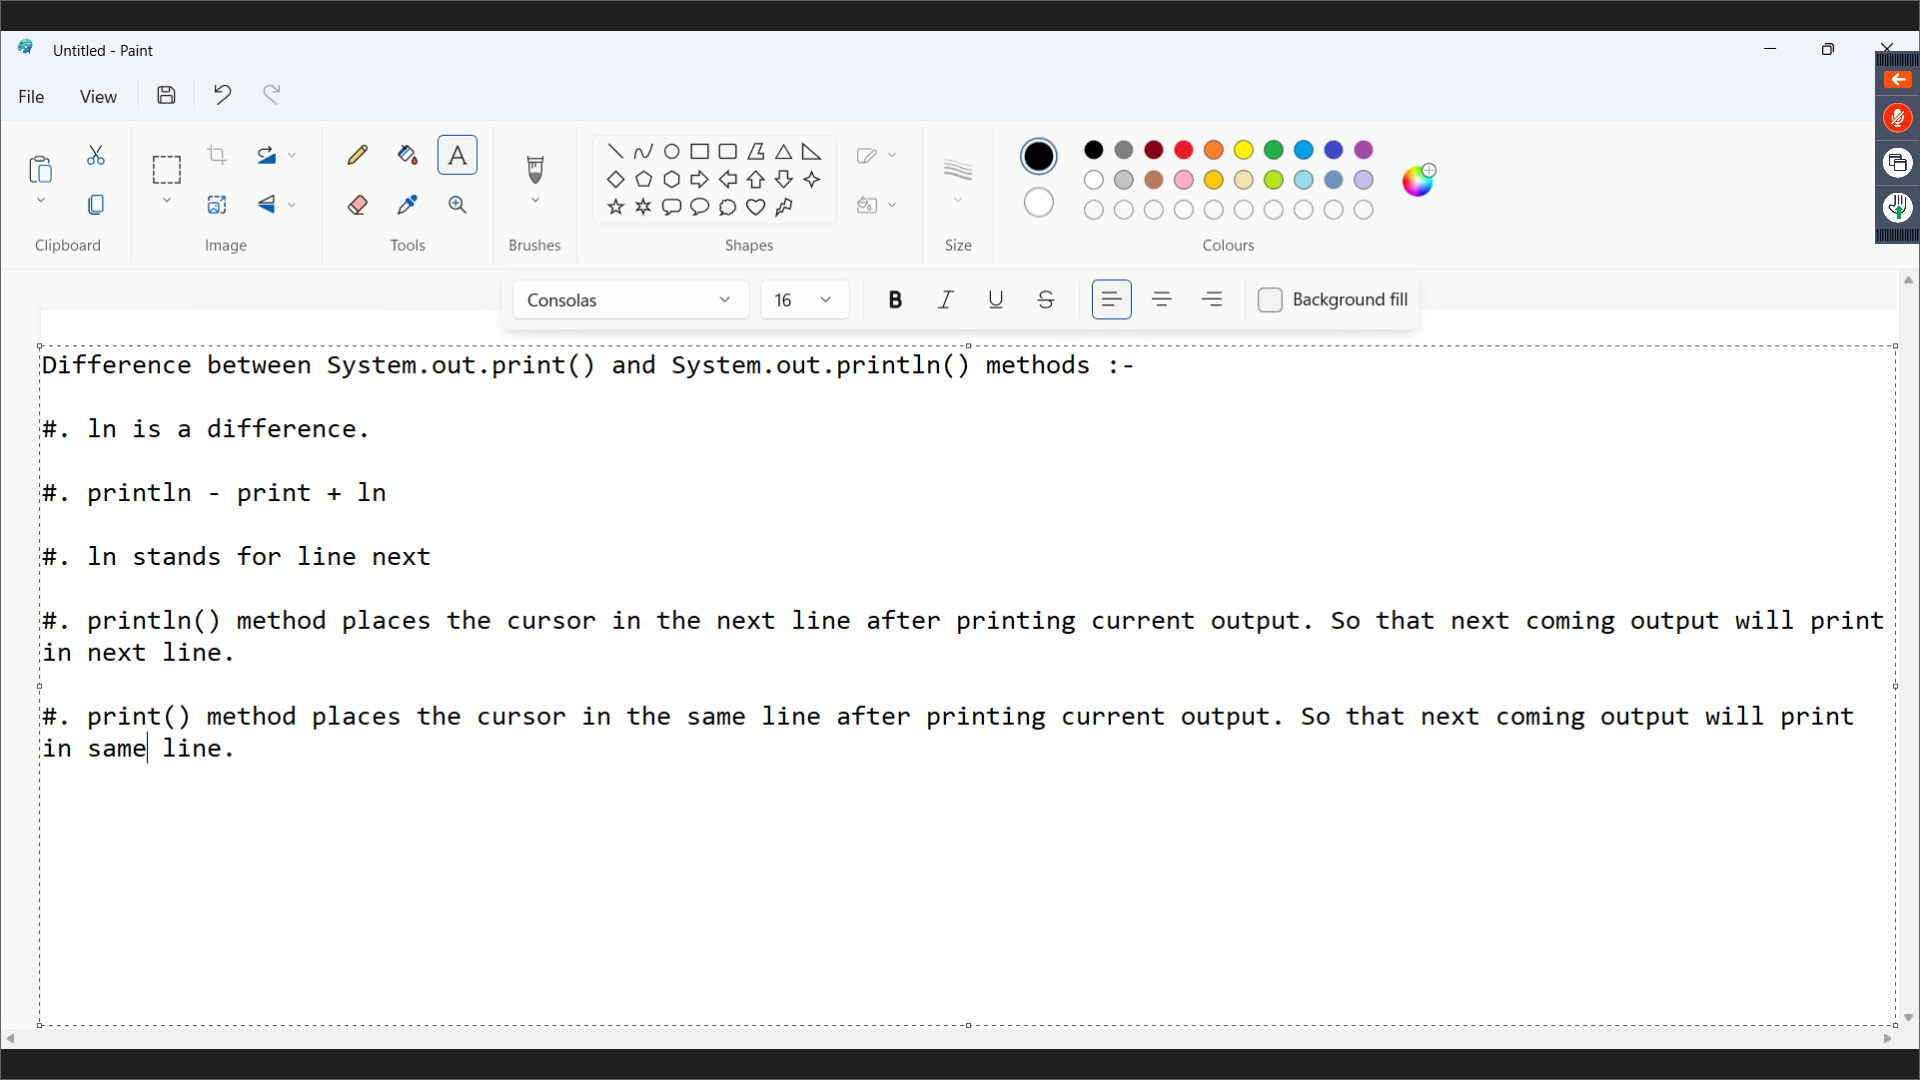 Untitled - Paint
File View
Clipboard Image Tools Brushes Shapes Size Colours
Consolas 16 B I U S Background fill
Difference between System.out.print() and System.out.println() methods :-
#. ln is a difference.
#. println - print + ln
#. ln stands for line next
#. println() method places the cursor in the next line after printing current output. So that next coming output will print
in next line.
#. print() method places the cursor in the same line after printing current output. So that next coming output will print
in same line.